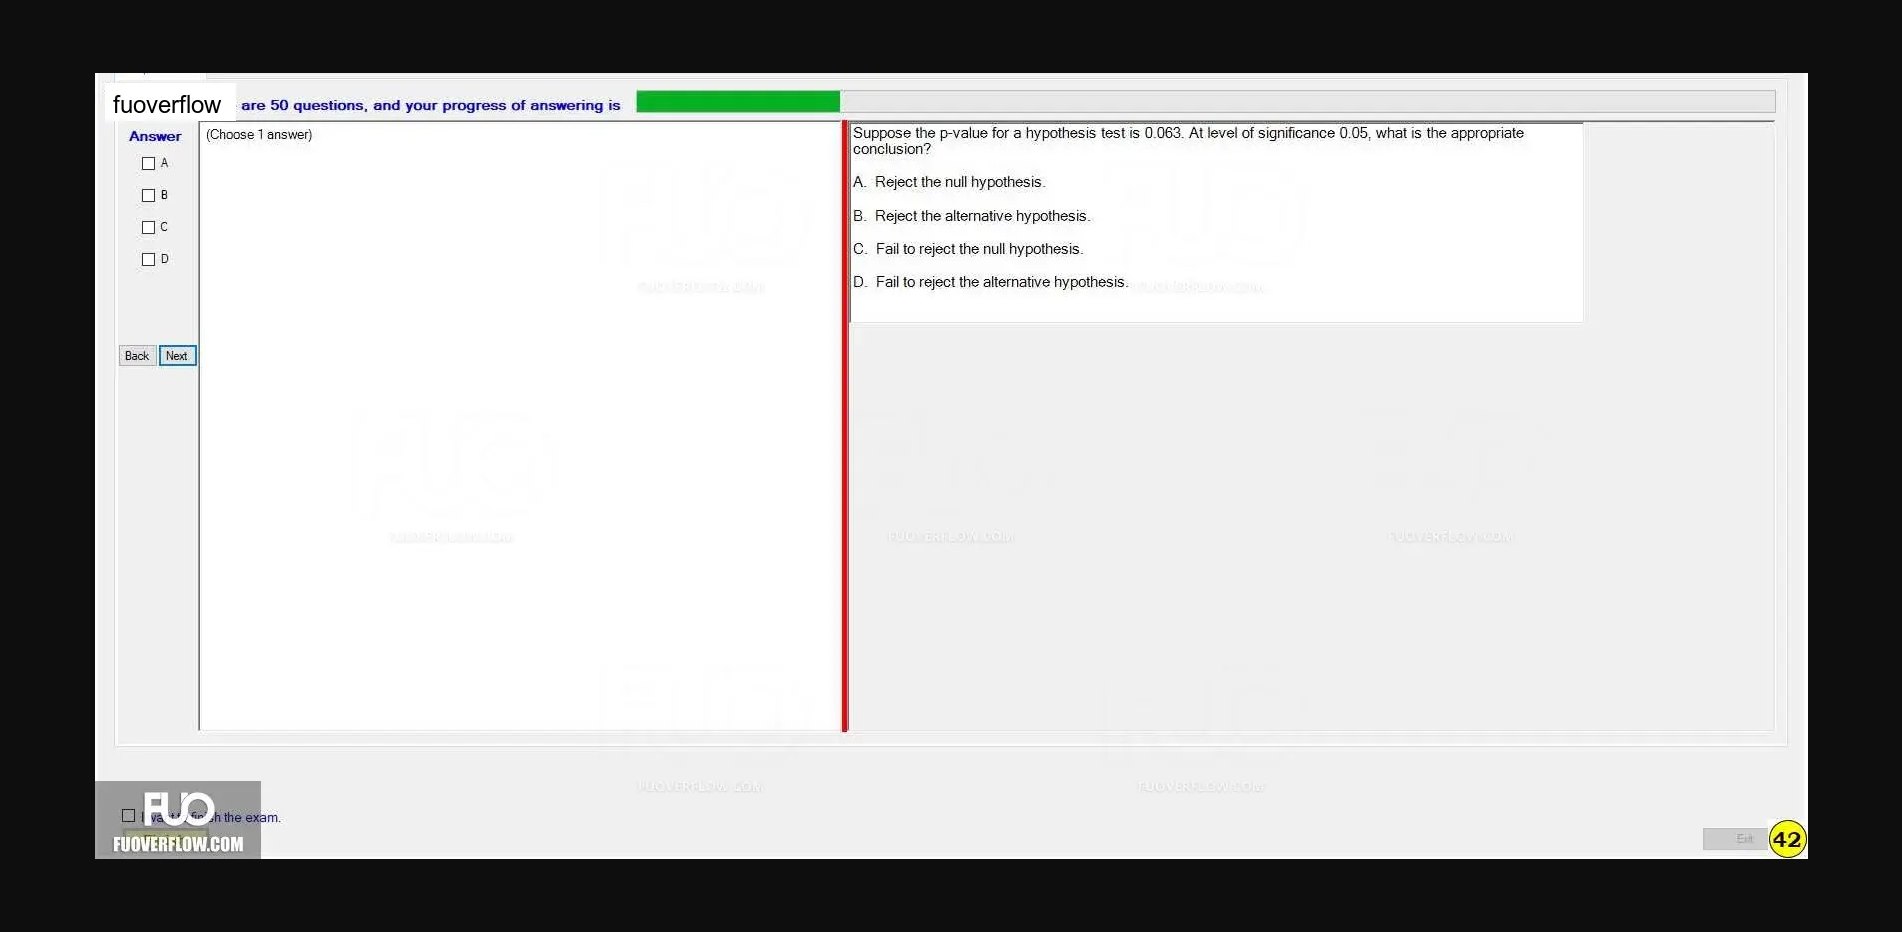 fuoverflow are 50 questions, and your progress of answering is
Answer
(Choose 1 answer)
A
B
C
D
Back Next
Suppose the p-value for a hypothesis test is 0.063. At level of significance 0.05, what is the appropriate
conclusion?
A. Reject the null hypothesis.
B. Reject the alternative hypothesis.
C. Fail to reject the null hypothesis.
D. Fail to reject the alternative hypothesis.
FUOVERFLOW.COM
FUOVERFLOW.COM
FUOVERFLOW.COM
FUOVERFLOW.COM
FUOVERFLOW.COM
FUOVERFLOW.COM
FUOVERFLOW.COM
I want to finish the exam.
FUO
FUOVERFLOW.COM
Exit
42